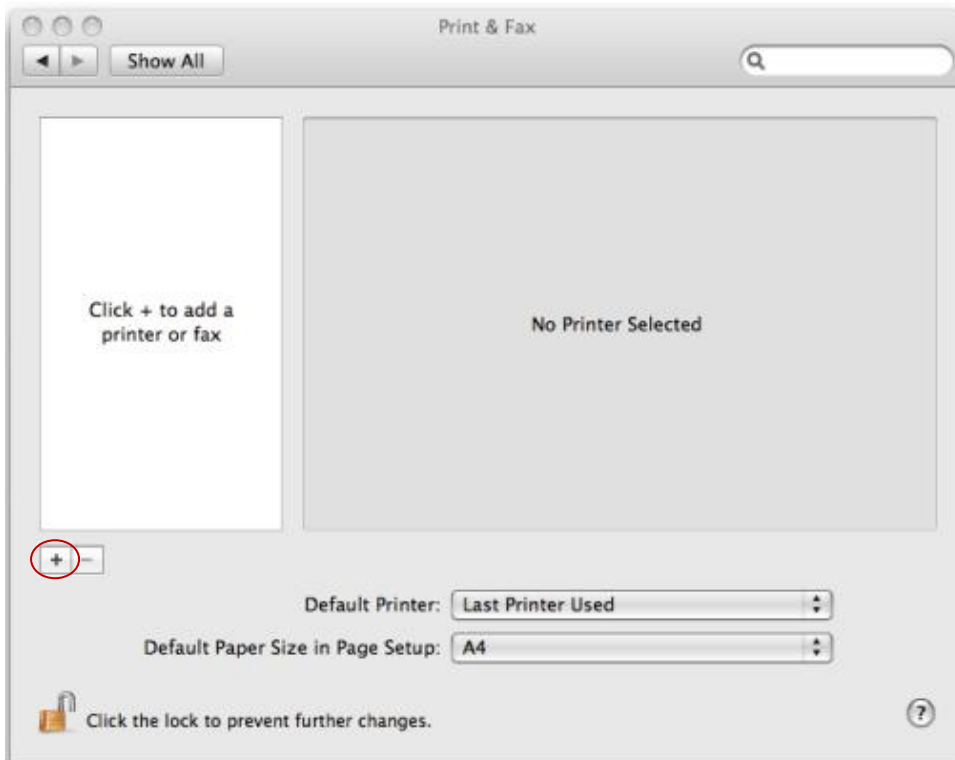 Print & Fax
Show All
Click + to add a
printer or fax
No Printer Selected
+ −
Default Printer: Last Printer Used
Default Paper Size in Page Setup: A4
Click the lock to prevent further changes.
?